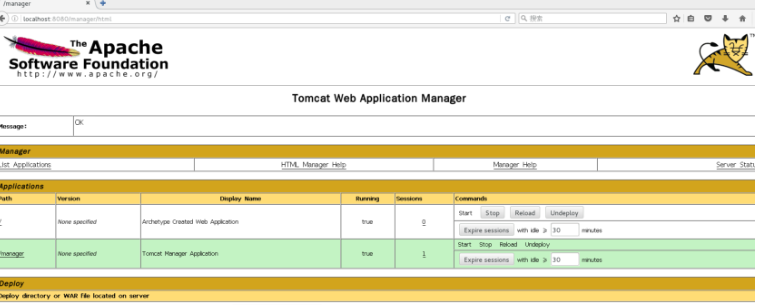 /manager
localhost:8080/manager/html
搜索
The Apache
Software Foundation
http://www.apache.org/
TM
Tomcat Web Application Manager
Message: OK
Manager
List Applications HTML Manager Help Manager Help Server Statu
Applications
Path Version Display Name Running Sessions Commands
/ None specified Archetype Created Web Application true 0 Start Stop Reload Undeploy
Expire sessions with idle ≥ 30 minutes
/manager None specified Tomcat Manager Application true 1 Start Stop Reload Undeploy
Expire sessions with idle ≥ 30 minutes
Deploy
Deploy directory or WAR file located on server